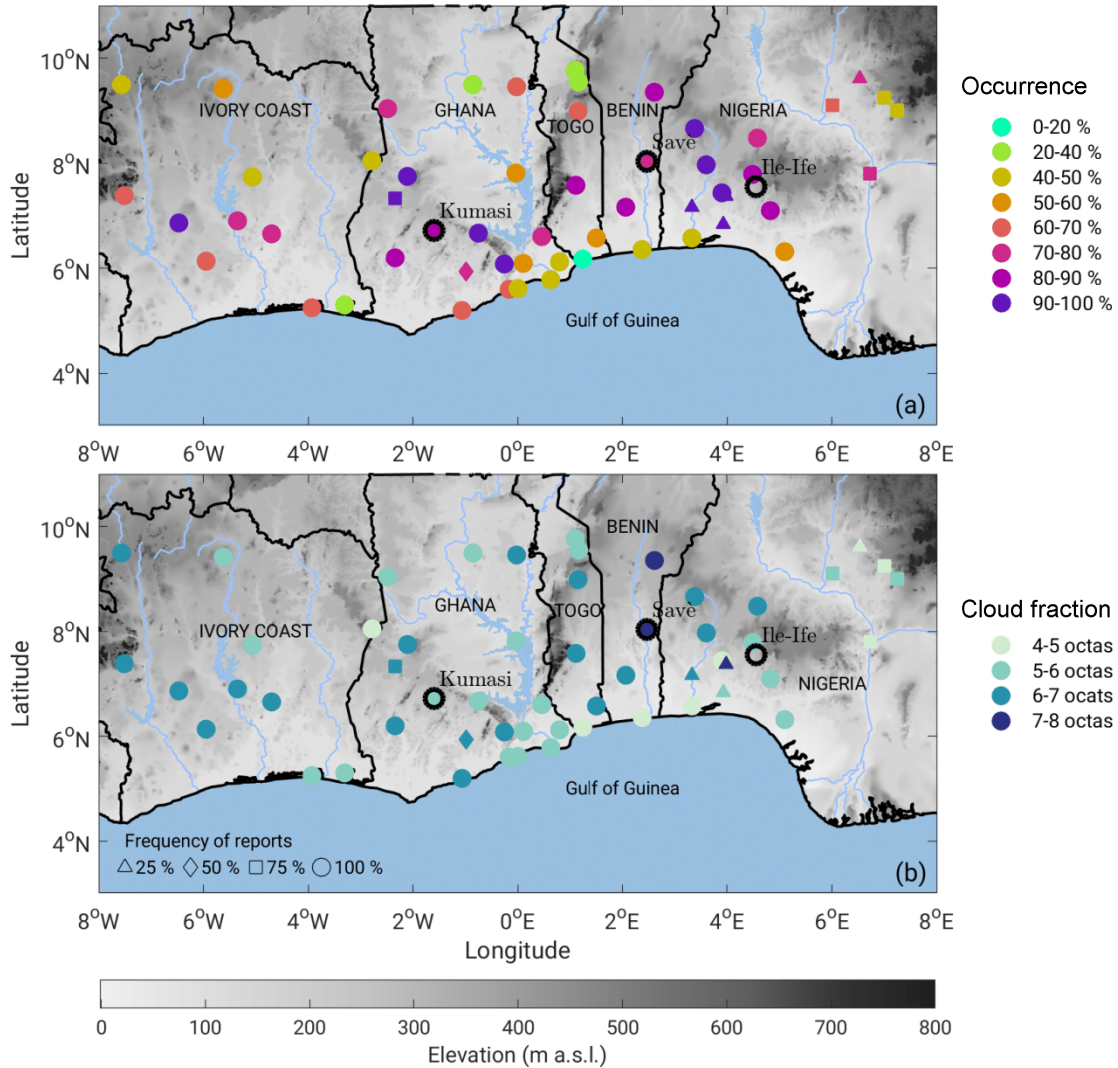 10°N
8°N
6°N
4°N
Latitude
IVORY COAST
GHANA
TOGO
BENIN
NIGERIA
Save
Ile-Ife
Kumasi
Gulf of Guinea
(a)
8°W 6°W 4°W 2°W 0°E 2°E 4°E 6°E 8°E
Occurrence
0-20 %
20-40 %
40-50 %
50-60 %
60-70 %
70-80 %
80-90 %
90-100 %
10°N
8°N
6°N
4°N
Latitude
BENIN
GHANA
TOGO
Save
IVORY COAST
Ile-Ife
Kumasi
NIGERIA
Gulf of Guinea
Frequency of reports
25 % 50 % 75 % 100 %
(b)
8°W 6°W 4°W 2°W 0°E 2°E 4°E 6°E 8°E
Longitude
Cloud fraction
4-5 octas
5-6 octas
6-7 ocats
7-8 octas
0 100 200 300 400 500 600 700 800
Elevation (m a.s.l.)